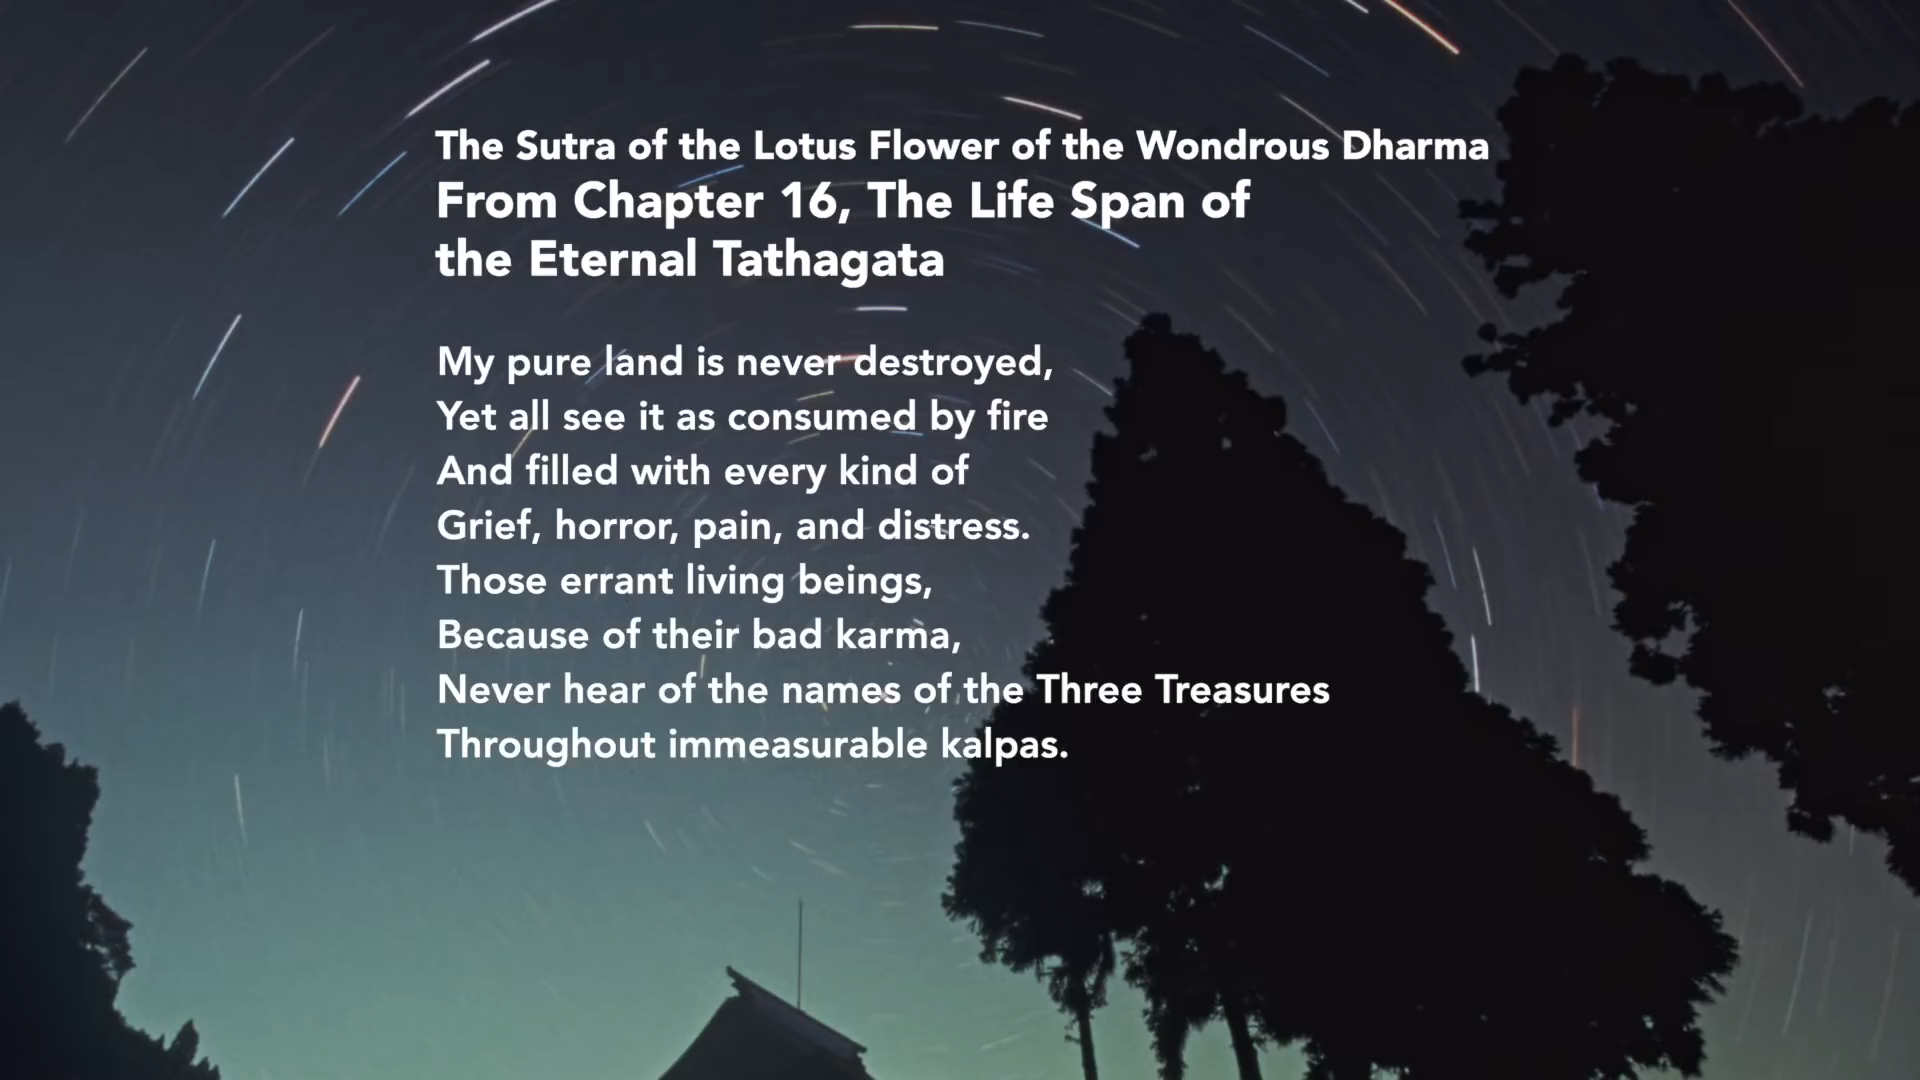 The Sutra of the Lotus Flower of the Wondrous Dharma
From Chapter 16, The Life Span of
the Eternal Tathagata
My pure land is never destroyed,
Yet all see it as consumed by fire
And filled with every kind of
Grief, horror, pain, and distress.
Those errant living beings,
Because of their bad karma,
Never hear of the names of the Three Treasures
Throughout immeasurable kalpas.